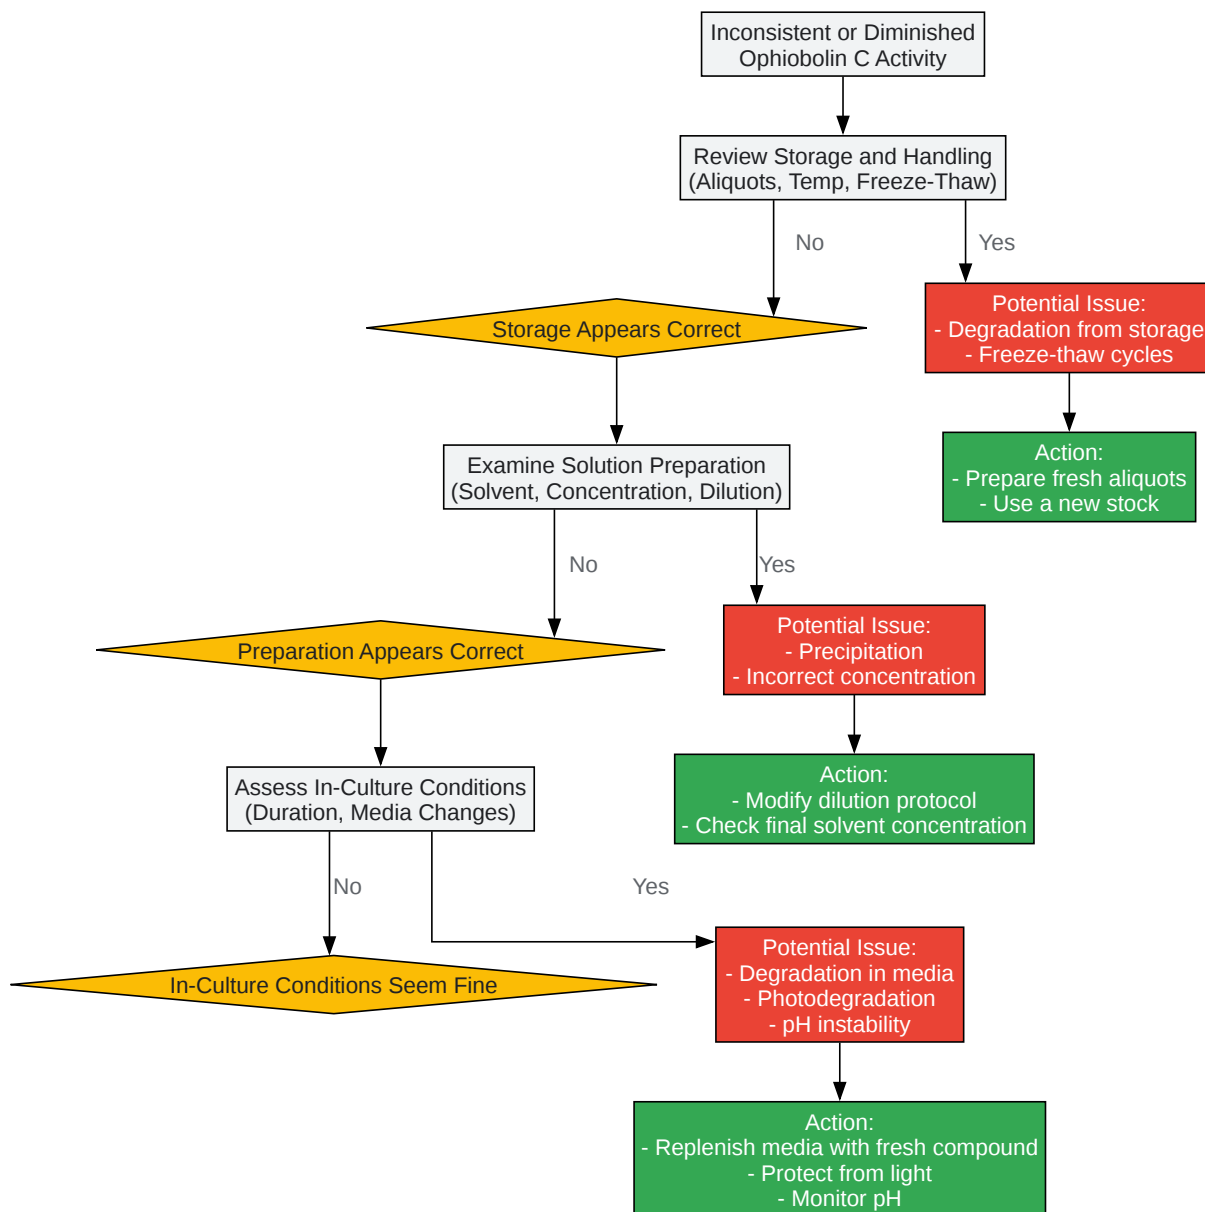 Inconsistent or Diminished
Ophiobolin C Activity
Review Storage and Handling
(Aliquots, Temp, Freeze-Thaw)
No
Yes
Storage Appears Correct
Potential Issue:
- Degradation from storage
- Freeze-thaw cycles
Action:
- Prepare fresh aliquots
- Use a new stock
Examine Solution Preparation
(Solvent, Concentration, Dilution)
No
Yes
Preparation Appears Correct
Potential Issue:
- Precipitation
- Incorrect concentration
Action:
- Modify dilution protocol
- Check final solvent concentration
Assess In-Culture Conditions
(Duration, Media Changes)
No
Yes
In-Culture Conditions Seem Fine
Potential Issue:
- Degradation in media
- Photodegradation
- pH instability
Action:
- Replenish media with fresh compound
- Protect from light
- Monitor pH